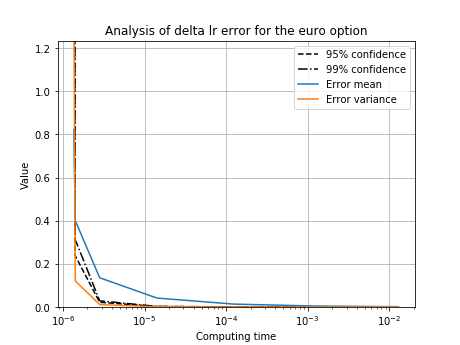 Analysis of delta lr error for the euro option
95% confidence
99% confidence
Error mean
Error variance
Value
1.2
1.0
0.8
0.6
0.4
0.2
0.0
10⁻⁶ 10⁻⁵ 10⁻⁴ 10⁻³ 10⁻²
Computing time